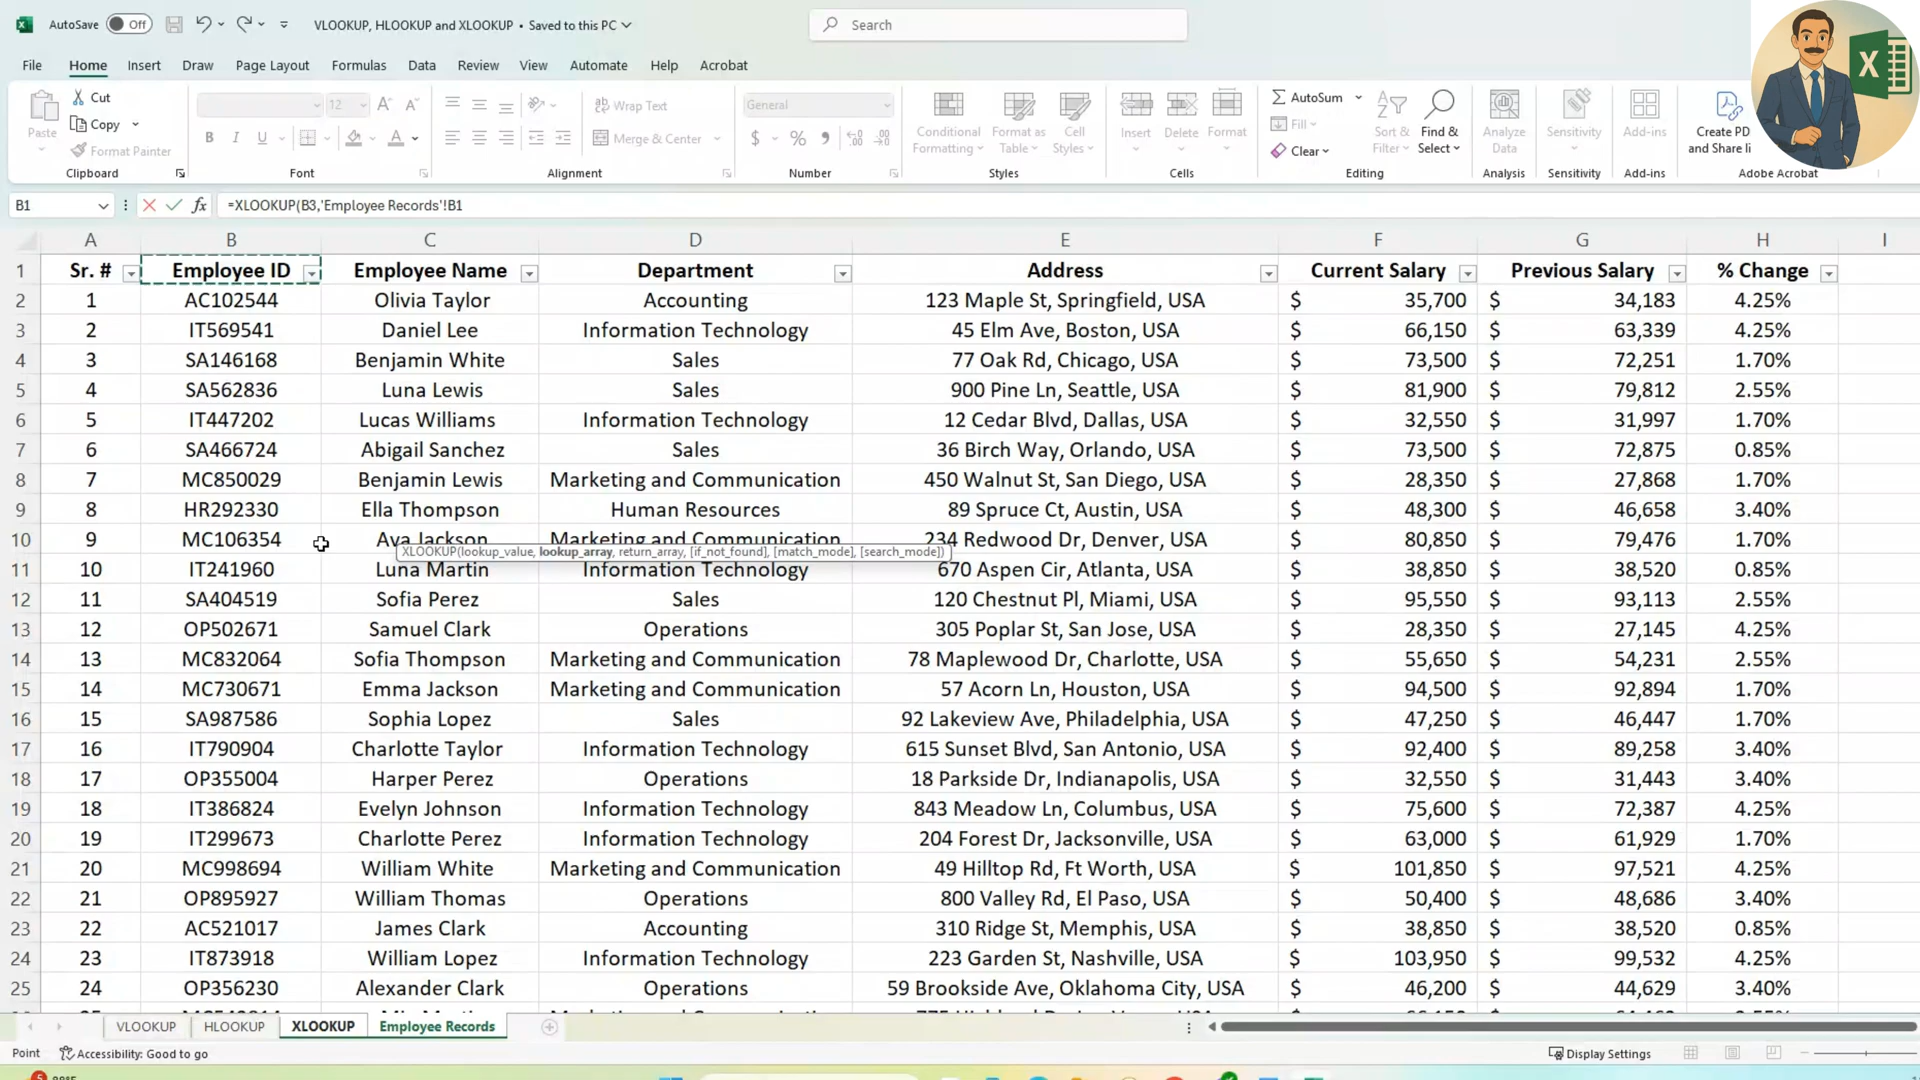 AutoSave Off VLOOKUP, HLOOKUP and XLOOKUP • Saved to this PC Search
File Home Insert Draw Page Layout Formulas Data Review View Automate Help Acrobat
Paste Cut Copy Format Painter Clipboard
12 Font
Wrap Text Merge & Center Alignment
General $ % Number
Conditional Formatting Format as Table Cell Styles Styles
Insert Delete Format Cells
AutoSum Fill Clear Sort & Filter Find & Select Editing
Analyze Data Analysis
Sensitivity Sensitivity
Add-ins Add-ins
Create PD and Share li Adobe Acrobat
X
B1 fx =XLOOKUP(B3,'Employee Records'!B1
A B C D E F G H I
1 Sr. # Employee ID Employee Name Department Address Current Salary Previous Salary % Change
2 1 AC102544 Olivia Taylor Accounting 123 Maple St, Springfield, USA $ 35,700 $ 34,183 4.25%
3 2 IT569541 Daniel Lee Information Technology 45 Elm Ave, Boston, USA $ 66,150 $ 63,339 4.25%
4 3 SA146168 Benjamin White Sales 77 Oak Rd, Chicago, USA $ 73,500 $ 72,251 1.70%
5 4 SA562836 Luna Lewis Sales 900 Pine Ln, Seattle, USA $ 81,900 $ 79,812 2.55%
6 5 IT447202 Lucas Williams Information Technology 12 Cedar Blvd, Dallas, USA $ 32,550 $ 31,997 1.70%
7 6 SA466724 Abigail Sanchez Sales 36 Birch Way, Orlando, USA $ 73,500 $ 72,875 0.85%
8 7 MC850029 Benjamin Lewis Marketing and Communication 450 Walnut St, San Diego, USA $ 28,350 $ 27,868 1.70%
9 8 HR292330 Ella Thompson Human Resources 89 Spruce Ct, Austin, USA $ 48,300 $ 46,658 3.40%
10 9 MC106354 Ava Jackson Marketing and Communication 234 Redwood Dr, Denver, USA $ 80,850 $ 79,476 1.70%
XLOOKUP(lookup_value, lookup_array, return_array, [if_not_found], [match_mode], [search_mode])
11 10 IT241960 Luna Martin Information Technology 670 Aspen Cir, Atlanta, USA $ 38,850 $ 38,520 0.85%
12 11 SA404519 Sofia Perez Sales 120 Chestnut Pl, Miami, USA $ 95,550 $ 93,113 2.55%
13 12 OP502671 Samuel Clark Operations 305 Poplar St, San Jose, USA $ 28,350 $ 27,145 4.25%
14 13 MC832064 Sofia Thompson Marketing and Communication 78 Maplewood Dr, Charlotte, USA $ 55,650 $ 54,231 2.55%
15 14 MC730671 Emma Jackson Marketing and Communication 57 Acorn Ln, Houston, USA $ 94,500 $ 92,894 1.70%
16 15 SA987586 Sophia Lopez Sales 92 Lakeview Ave, Philadelphia, USA $ 47,250 $ 46,447 1.70%
17 16 IT790904 Charlotte Taylor Information Technology 615 Sunset Blvd, San Antonio, USA $ 92,400 $ 89,258 3.40%
18 17 OP355004 Harper Perez Operations 18 Parkside Dr, Indianapolis, USA $ 32,550 $ 31,443 3.40%
19 18 IT386824 Evelyn Johnson Information Technology 843 Meadow Ln, Columbus, USA $ 75,600 $ 72,387 4.25%
20 19 IT299673 Charlotte Perez Information Technology 204 Forest Dr, Jacksonville, USA $ 63,000 $ 61,929 1.70%
21 20 MC998694 William White Marketing and Communication 49 Hilltop Rd, Ft Worth, USA $ 101,850 $ 97,521 4.25%
22 21 OP895927 William Thomas Operations 800 Valley Rd, El Paso, USA $ 50,400 $ 48,686 3.40%
23 22 AC521017 James Clark Accounting 310 Ridge St, Memphis, USA $ 38,850 $ 38,520 0.85%
24 23 IT873918 William Lopez Information Technology 223 Garden St, Nashville, USA $ 103,950 $ 99,532 4.25%
25 24 OP356230 Alexander Clark Operations 59 Brookside Ave, Oklahoma City, USA $ 46,200 $ 44,629 3.40%
VLOOKUP HLOOKUP XLOOKUP Employee Records
Point Accessibility: Good to go Display Settings